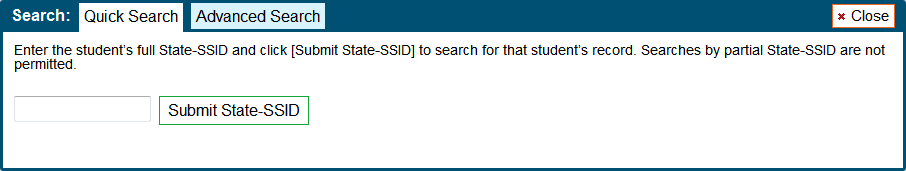 Search: Quick Search Advanced Search Close
Enter the student's full State-SSID and click [Submit State-SSID] to search for that student's record. Searches by partial State-SSID are not
permitted.
Submit State-SSID